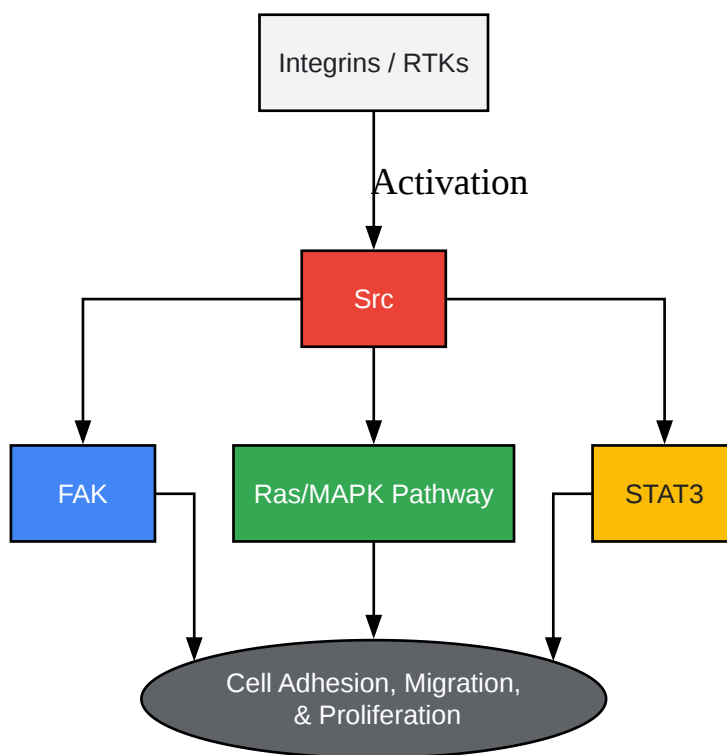 Integrins / RTKs
Activation
Src
FAK
Ras/MAPK Pathway
STAT3
Cell Adhesion, Migration,
& Proliferation